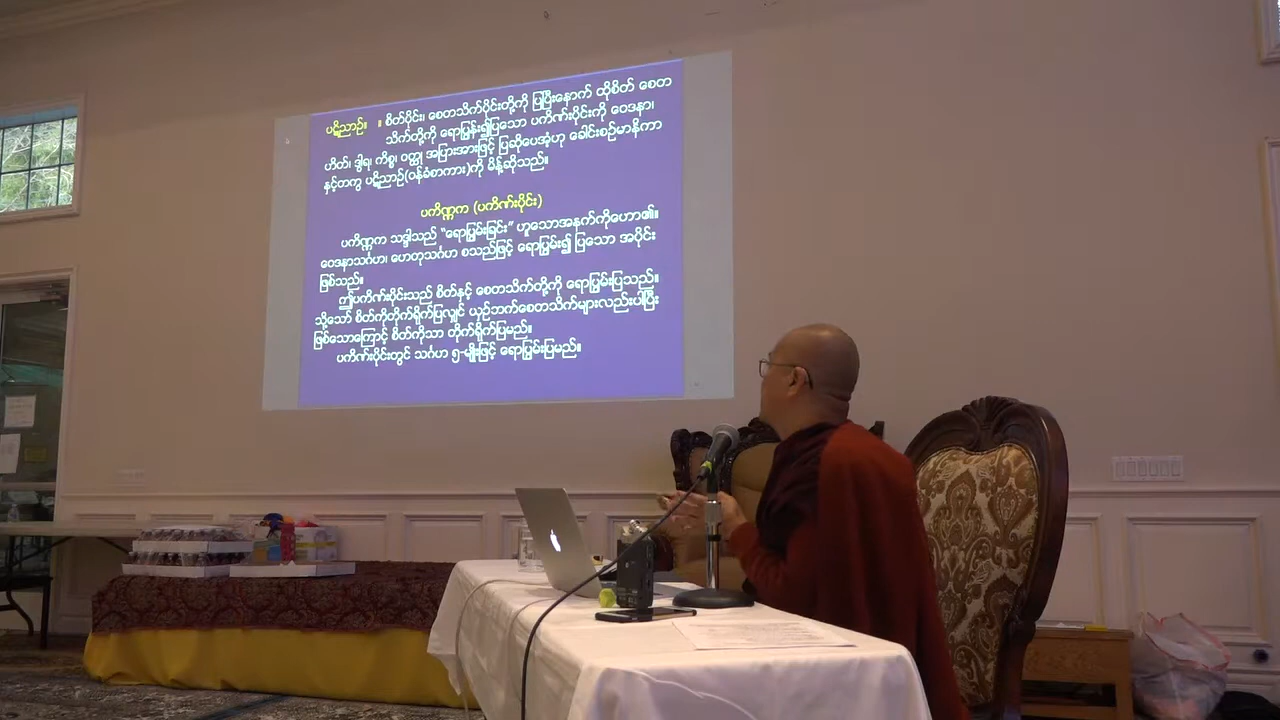 ပဋိညာဉ်။ ။ စိတ်ပိုင်း၊ စေတသိက်ပိုင်းတို့ကို ပြပြီးနောက် ထိုစိတ် စေတ
သိက်တို့ကို ရောပြွန်း၍ပြသော ပကိဏ်းပိုင်းကို ဝေဒနာ၊
ဟိတ်၊ ဒွါရ၊ ကိစ္စ၊ ဝတ္ထု အပြားအားဖြင့် ပြဆိုပေအံ့ဟု ခေါင်းစဉ်မာတိကာ
နှင့်တကွ ပဋိညာဉ်(ဝန်ခံစာကား)ကို မိန့်ဆိုသည်။
ပကိဏ္ဏက (ပကိဏ်းပိုင်း)
ပကိဏ္ဏက သဒ္ဒါသည် “ရောပြွမ်းခြင်း” ဟူသောအနက်ကိုဟော၏။
ဝေဒနာသင်္ဂဟ၊ ဟေတုသင်္ဂဟ စသည်ဖြင့် ရောပြွမ်း၍ ပြသော အပိုင်း
ဖြစ်သည်။
ဤပကိဏ်းပိုင်းသည် စိတ်နှင့် စေတသိက်တို့ကို ရောပြွမ်းပြသည်။
သို့သော် စိတ်ကိုတိုက်ရိုက်ပြလျှင် ယှဉ်ဘက်စေတသိက်များလည်းပါပြီး
ဖြစ်သောကြောင့် စိတ်ကိုသာ တိုက်ရိုက်ပြမည်။
ပကိဏ်းပိုင်းတွင် သင်္ဂဟ ၅-မျိုးဖြင့် ရောပြွမ်းပြမည်။